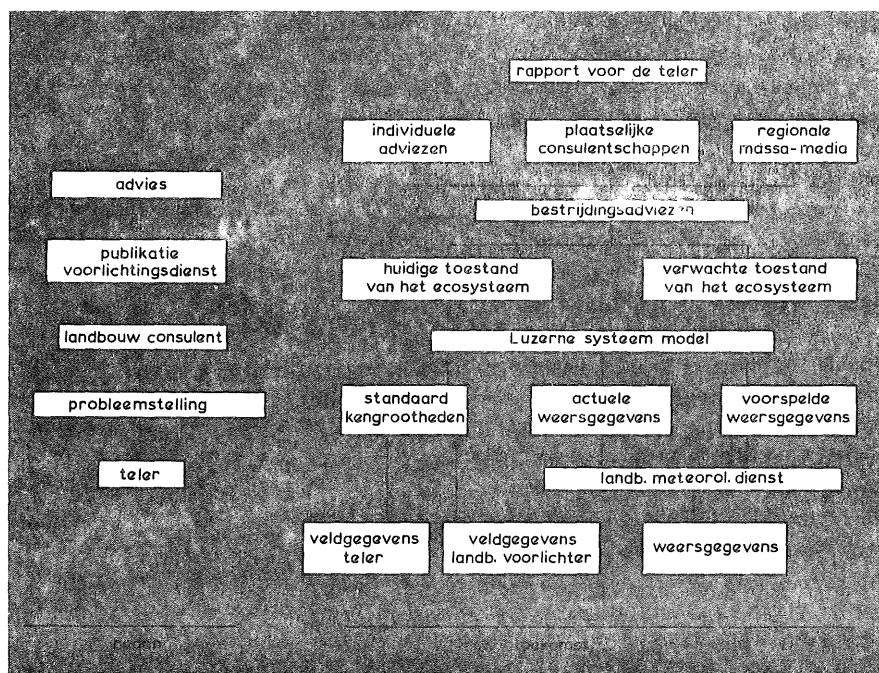 advies
publikatie
voorlichtingsdienst
landbouw consulent
probleemstelling
teler
rapport voor de teler
individuele
adviezen
plaatselijke
consulentschappen
regionale
massa-media
bestrijdingsadviezen
huidige toestand
van het ecosysteem
verwachte toestand
van het ecosysteem
Luzerne systeem model
standaard
kengrootheden
actuele
weersgegevens
voorspelde
weersgegevens
landb. meteorol. dienst
veldgegevens
teler
veldgegevens
landb. voorlichter
weersgegevens